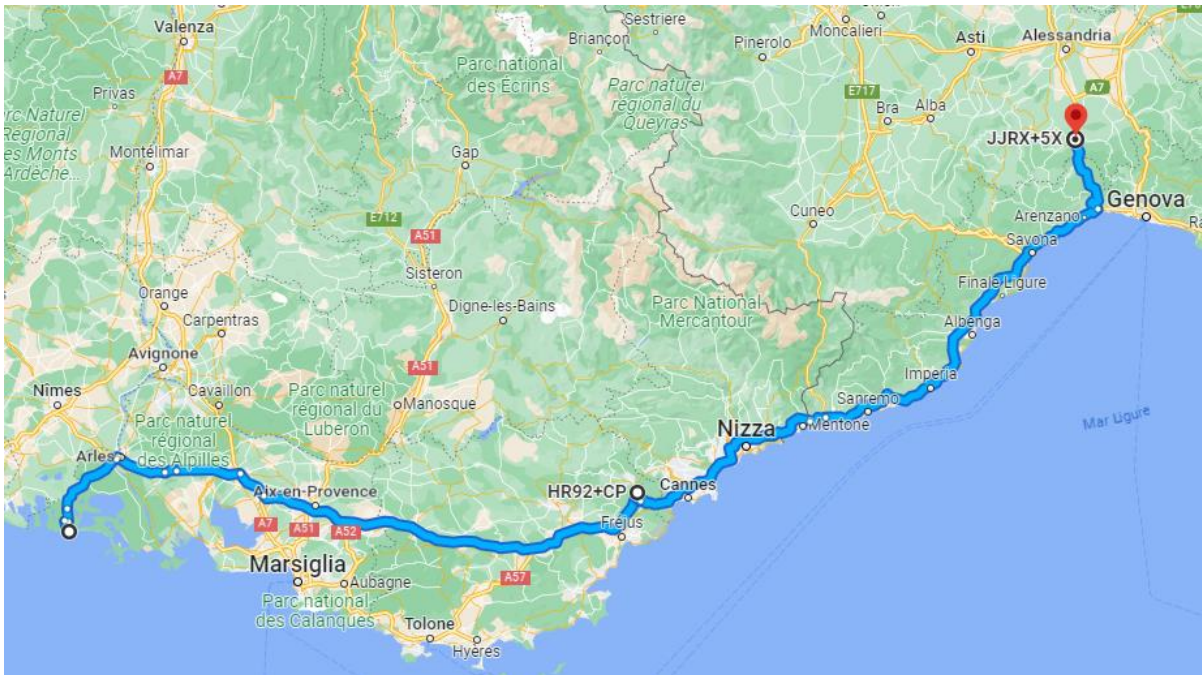 Valenza
A7
Privas
arc Naturel
Régional
es Monts
Ardèche...
Montélimar
Sestriere
Briançon
Parc national
des Écrins
Pinerolo
Moncalieri
Asti
Alessandria
Parc naturel
régional du
Queyras
E717
Bra
Alba
A7
JJRX+5X
Gap
E712
A51
Cuneo
Arenzano
Genova
Ra
Savona
Sisteron
Orange
Carpentras
Digne-les-Bains
Parc National
Mercantour
Finale Ligure
Albenga
Avignone
A51
Nîmes
Cavaillon
Parc naturel
régional du
Luberon
Manosque
Imperia
Sanremo
Mar Ligure
Parc naturel
régional
des Alpilles
Arles
Nizza
Mentone
Aix-en-Provence
HR92+CP
Cannes
A7
A51
A52
Fréjus
Marsiglia
Aubagne
A57
Parc national
des Calanques
Tolone
Hyères